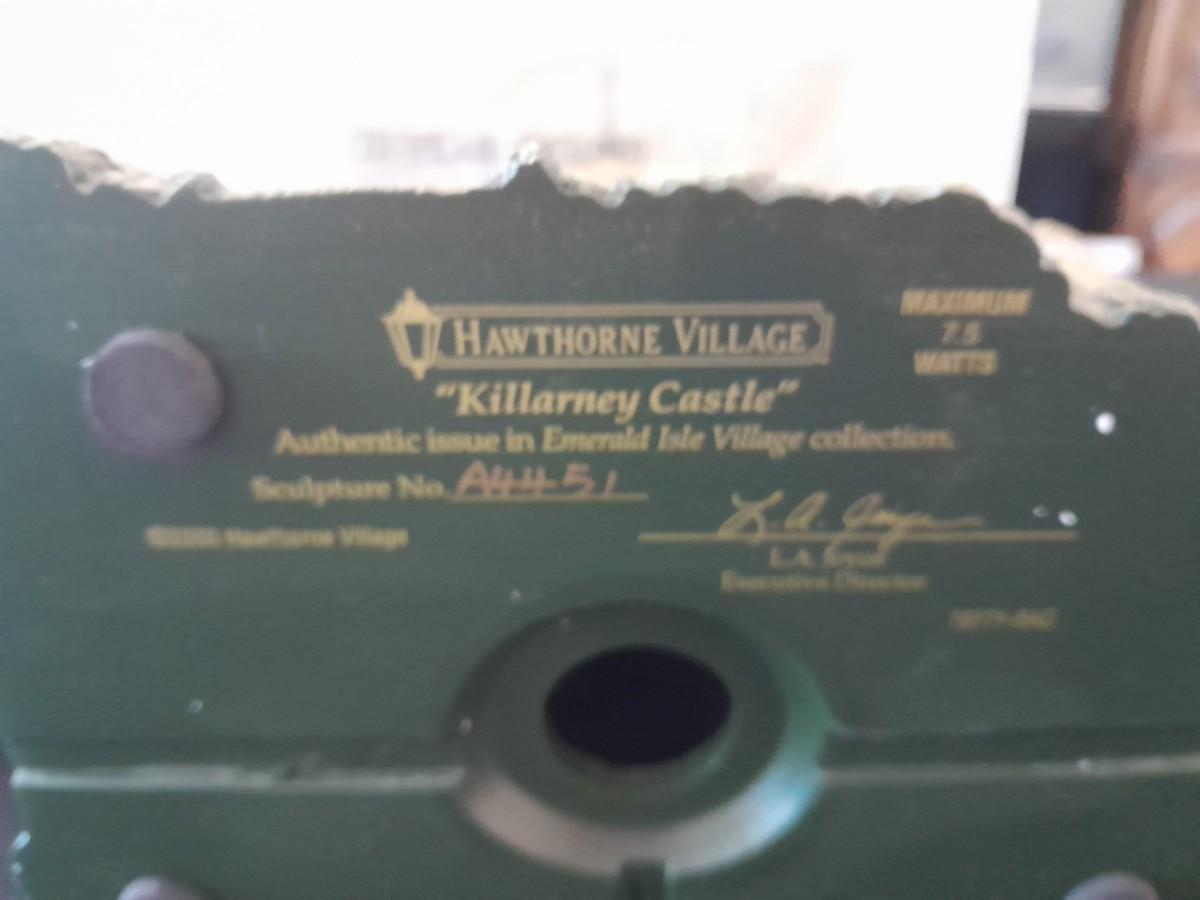 HAWTHORNE VILLAGE
MAXIMUM
7.5
WATTS
"Killarney Castle"
Authentic issue in Emerald Isle Village collection.
Sculpture No. A4451
Hawthorne Village
L.A.
Executive Director